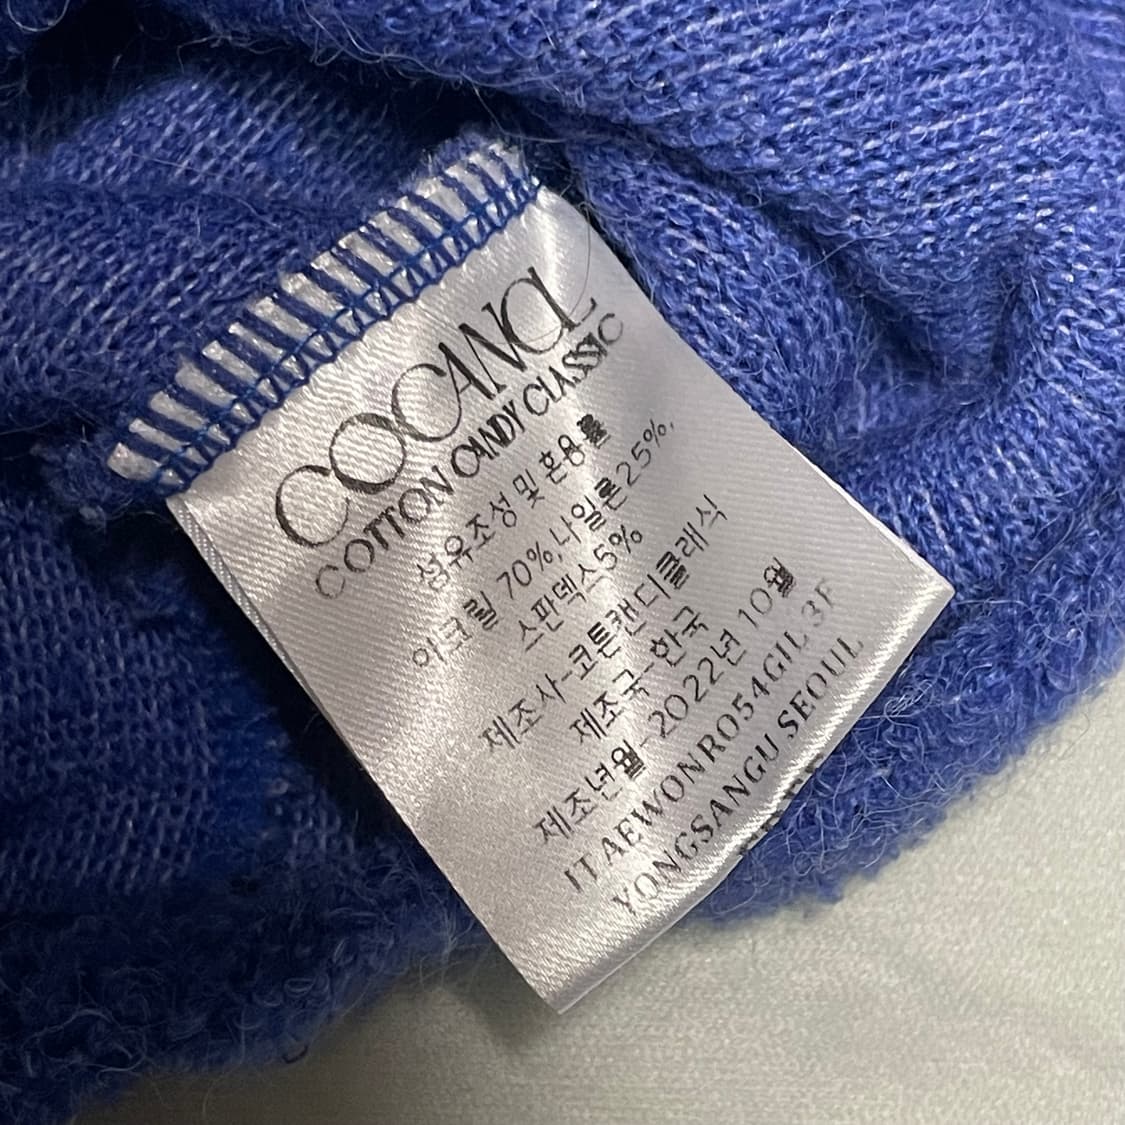 COCANCL
COTTON CANDY CLASSIC
섬유조성 및 혼용률
아크릴 70%,나일론25%,
스판덱스5%
제조사-코튼캔디클래식
제조국-한국
제조년월-2022년 10월
ITAEWONRO54GIL 3F
YONGSANGU SEOUL